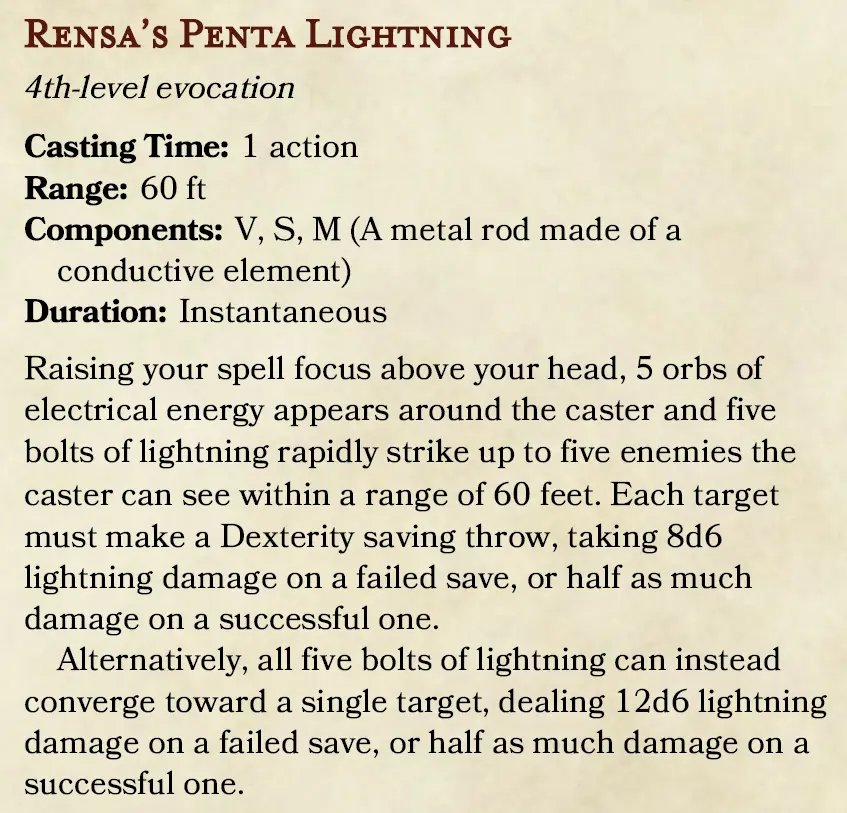 Rensa's Penta Lightning
4th-level evocation
Casting Time: 1 action
Range: 60 ft
Components: V, S, M (A metal rod made of a
conductive element)
Duration: Instantaneous
Raising your spell focus above your head, 5 orbs of
electrical energy appears around the caster and five
bolts of lightning rapidly strike up to five enemies the
caster can see within a range of 60 feet. Each target
must make a Dexterity saving throw, taking 8d6
lightning damage on a failed save, or half as much
damage on a successful one.
Alternatively, all five bolts of lightning can instead
converge toward a single target, dealing 12d6 lightning
damage on a failed save, or half as much damage on a
successful one.